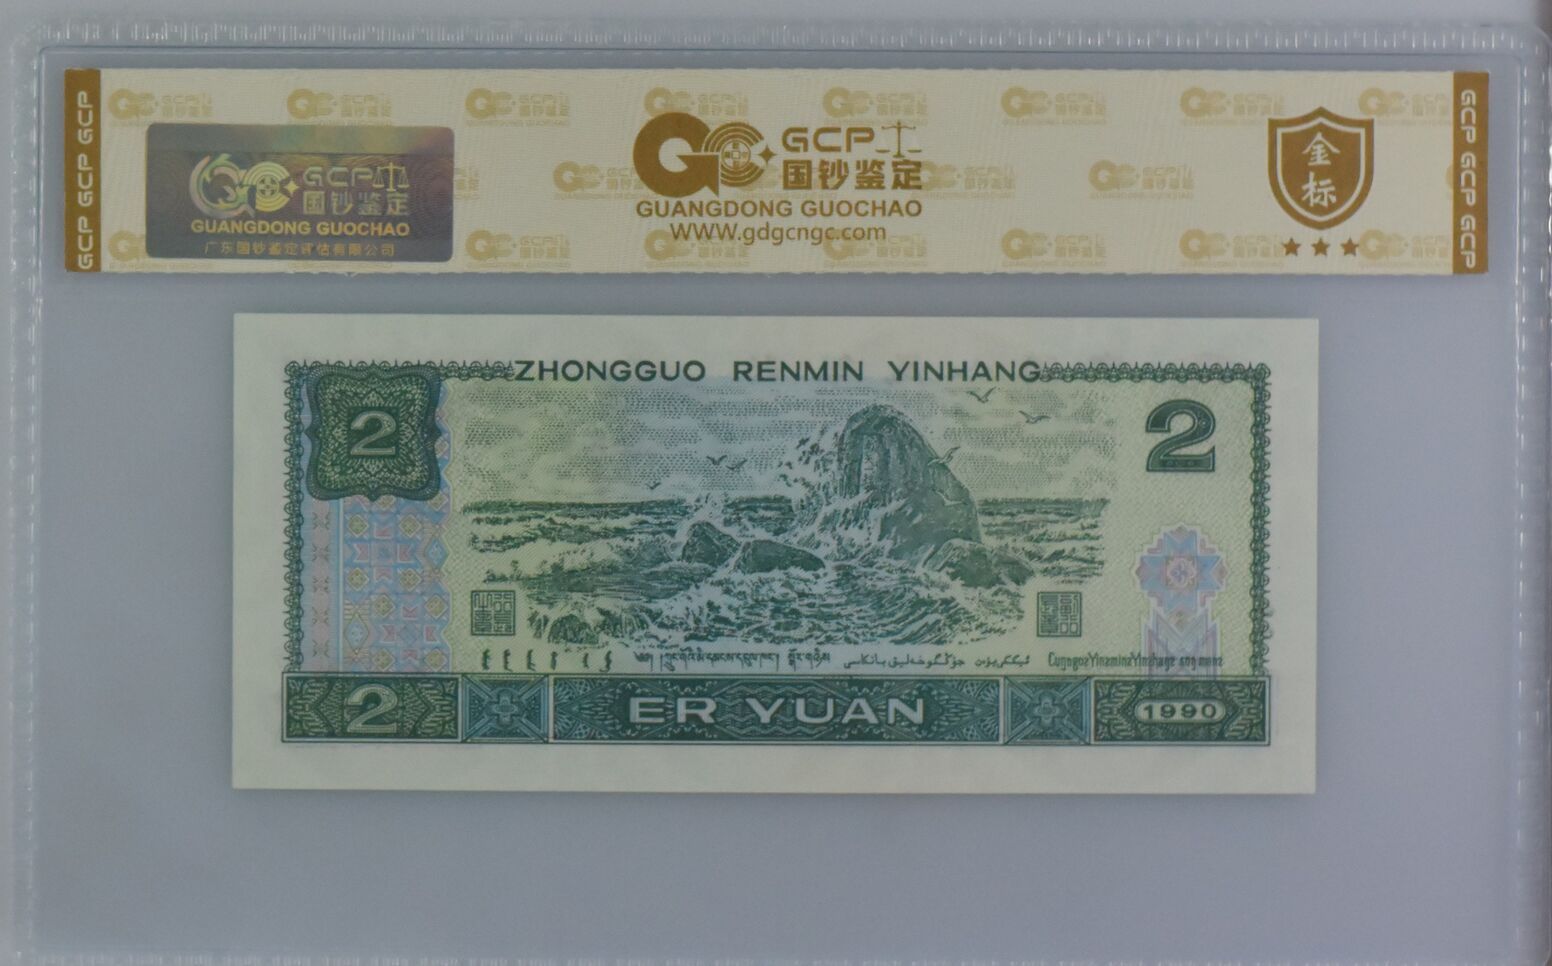 GCP GCP GCP
GCP
国钞鉴定
GUANGDONG GUOCHAO
广东国钞鉴定评估有限公司
GCP
国钞鉴定
GUANGDONG GUOCHAO
WWW.gdgcngc.com
金
标
GCP GCP GCP
ZHONGGUO RENMIN YINHANG
2
2
2
ER YUAN
1990